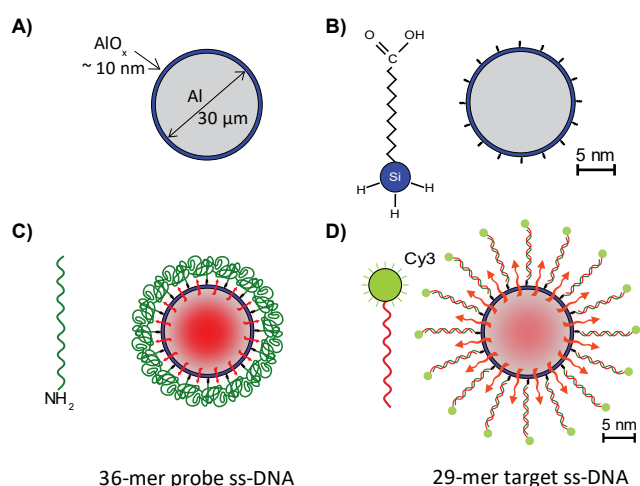 A)
AlOₓ
~ 10 nm
Al
30 µm
B)
O
OH
C
Si
H
H
H
5 nm
C)
NH₂
36-mer probe ss-DNA
D)
Cy3
5 nm
29-mer target ss-DNA